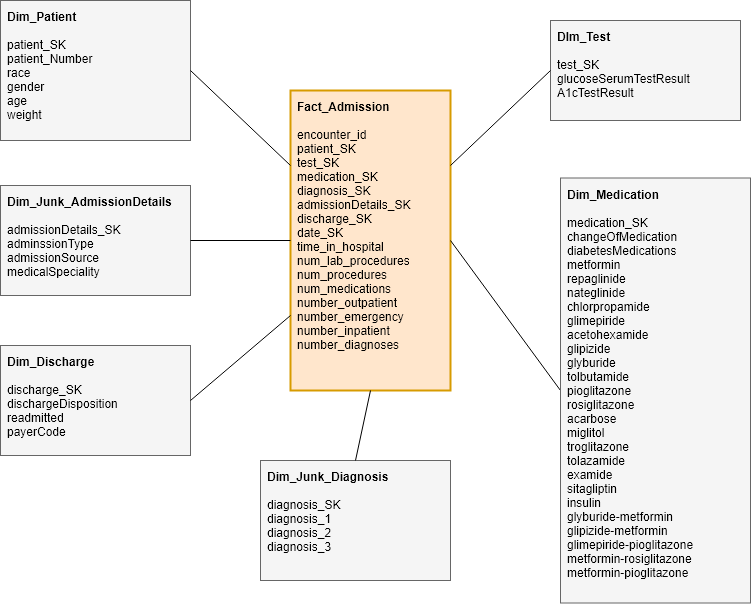 Dim_Patient
patient_SK
patient_Number
race
gender
age
weight
DIm_Test
test_SK
glucoseSerumTestResult
A1cTestResult
Fact_Admission
encounter_id
patient_SK
test_SK
medication_SK
diagnosis_SK
admissionDetails_SK
discharge_SK
date_SK
time_in_hospital
num_lab_procedures
num_procedures
num_medications
number_outpatient
number_emergency
number_inpatient
number_diagnoses
Dim_Junk_AdmissionDetails
admissionDetails_SK
adminssionType
admissionSource
medicalSpeciality
Dim_Medication
medication_SK
changeOfMedication
diabetesMedications
metformin
repaglinide
nateglinide
chlorpropamide
glimepiride
acetohexamide
glipizide
glyburide
tolbutamide
pioglitazone
rosiglitazone
acarbose
miglitol
troglitazone
tolazamide
examide
sitagliptin
insulin
glyburide-metformin
glipizide-metformin
glimepiride-pioglitazone
metformin-rosiglitazone
metformin-pioglitazone
Dim_Discharge
discharge_SK
dischargeDisposition
readmitted
payerCode
Dim_Junk_Diagnosis
diagnosis_SK
diagnosis_1
diagnosis_2
diagnosis_3